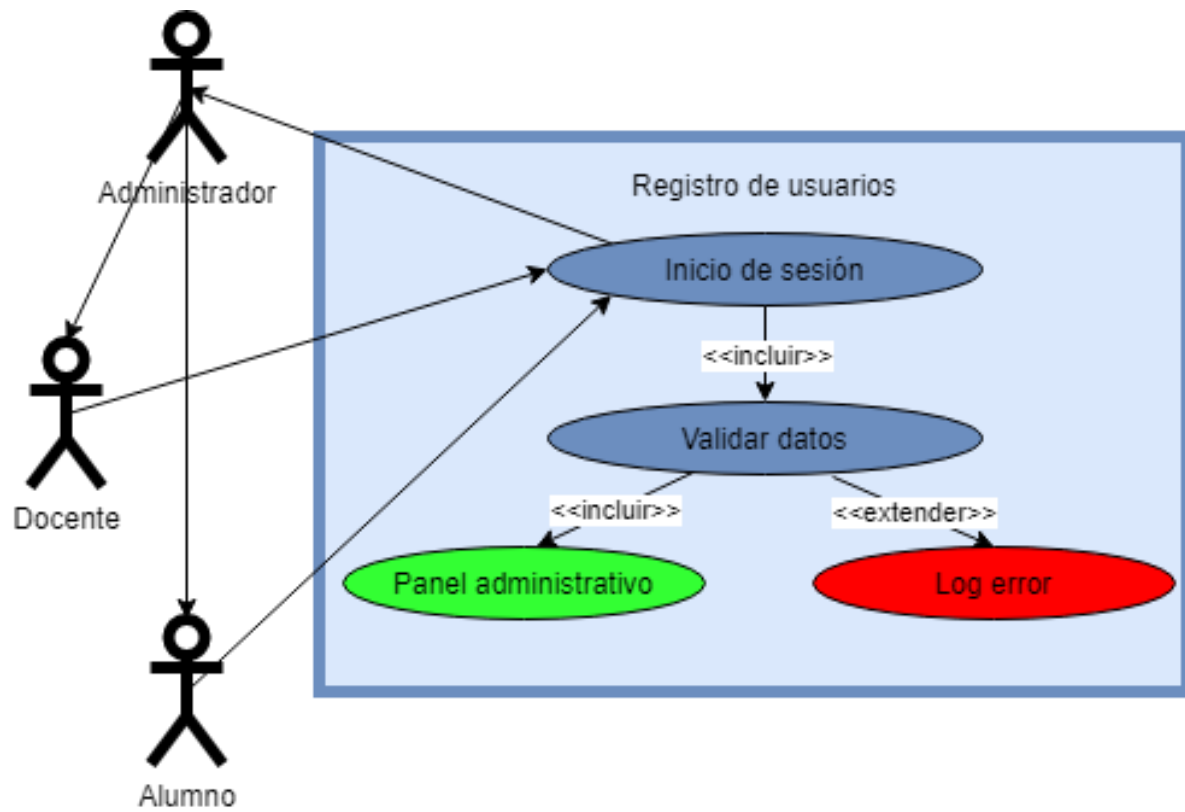 Administrador
Registro de usuarios
Inicio de sesión
<<incluir>>
Validar datos
<<incluir>>
<<extender>>
Docente
Panel administrativo
Log error
Alumno